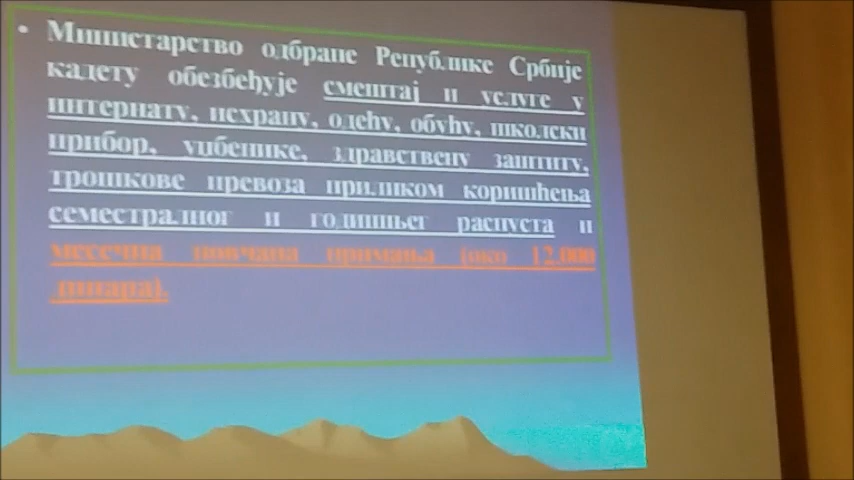 • Министарство одбране Републике Србије
кадету обезбеђује смештај и услуге у
интернату, исхрану, одећу, обућу, школски
прибор, уџбенике, здравствену заштиту,
трошкове превоза приликом коришћења
семестралног и годишњег распуста и
месечна новчана примања (око 12.000
динара).